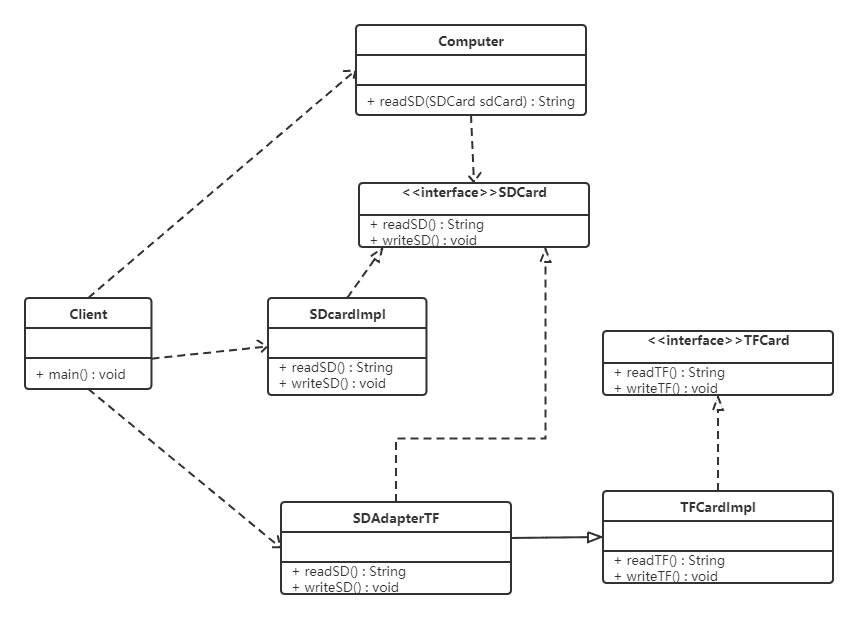 Computer
+ readSD(SDCard sdCard) : String
<<interface>>SDCard
+ readSD() : String
+ writeSD() : void
Client
+ main() : void
SDcardImpl
+ readSD() : String
+ writeSD() : void
<<interface>>TFCard
+ readTF() : String
+ writeTF() : void
SDAdapterTF
+ readSD() : String
+ writeSD() : void
TFCardImpl
+ readTF() : String
+ writeTF() : void